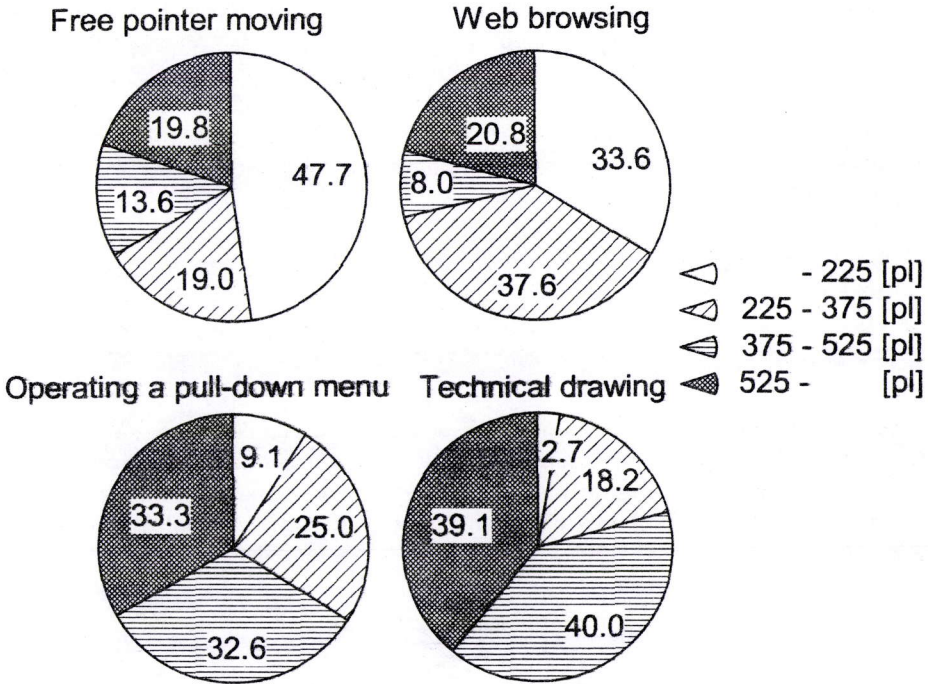 Free pointer moving
19.8
47.7
13.6
19.0
Web browsing
20.8
33.6
8.0
37.6
- 225 [pl]
225 - 375 [pl]
375 - 525 [pl]
525 - [pl]
Operating a pull-down menu
9.1
33.3
25.0
32.6
Technical drawing
2.7
18.2
39.1
40.0